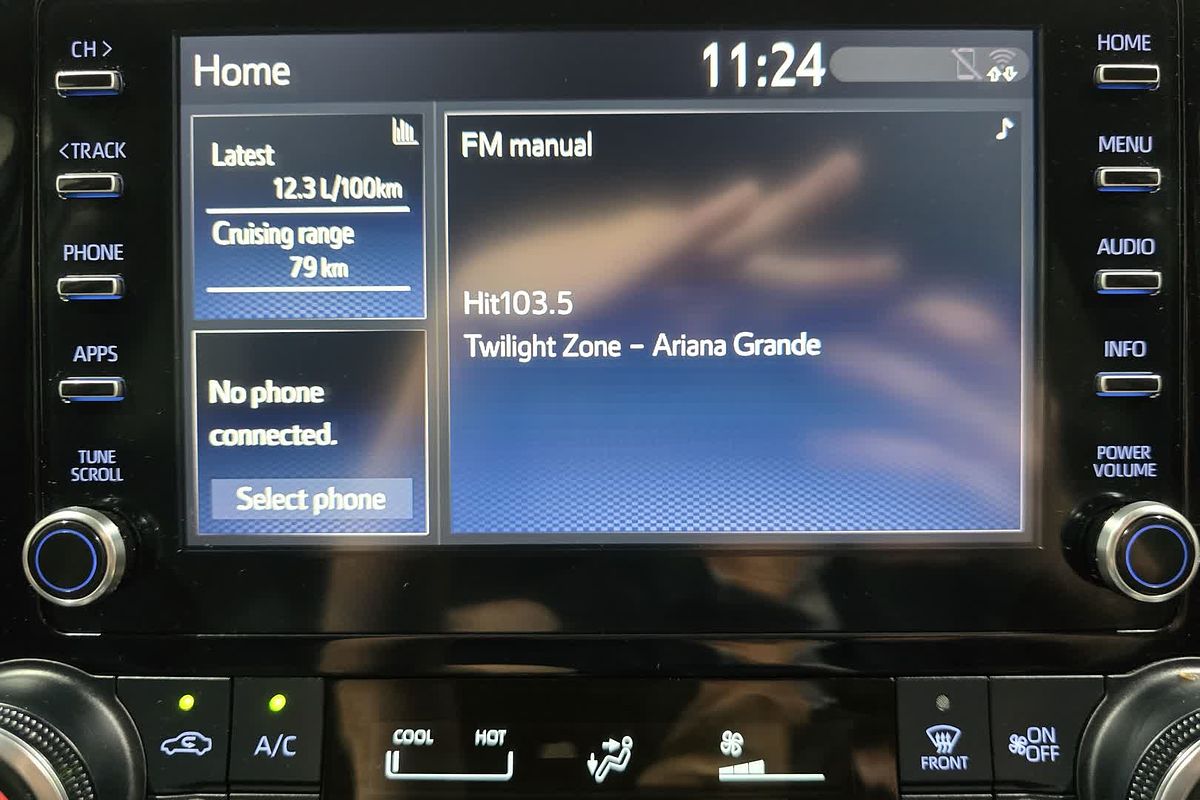 CH >
<TRACK
PHONE
APPS
TUNE
SCROLL
Home
11:24
Latest
12.3 L/100km
Cruising range
79 km
No phone
connected.
Select phone
FM manual
Hit103.5
Twilight Zone – Ariana Grande
HOME
MENU
AUDIO
INFO
POWER
VOLUME
A/C
COOL
HOT
FRONT
ON
OFF